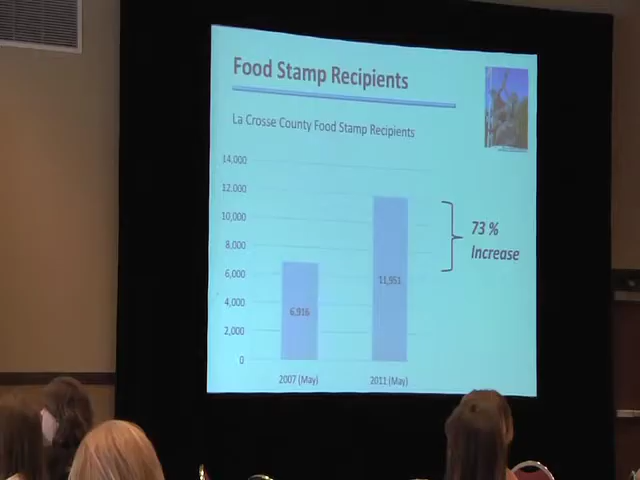 Food Stamp Recipients
La Crosse County Food Stamp Recipients
14,000
12,000
10,000
8,000
6,000
4,000
2,000
0
6,916
11,951
2007 (May)
2011 (May)
73 %
Increase